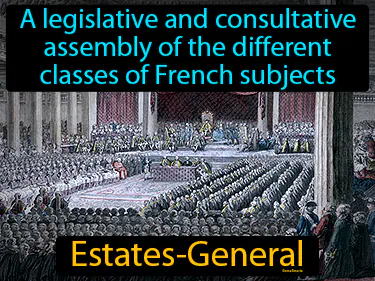 A legislative and consultative
assembly of the different
classes of French subjects
Estates-General